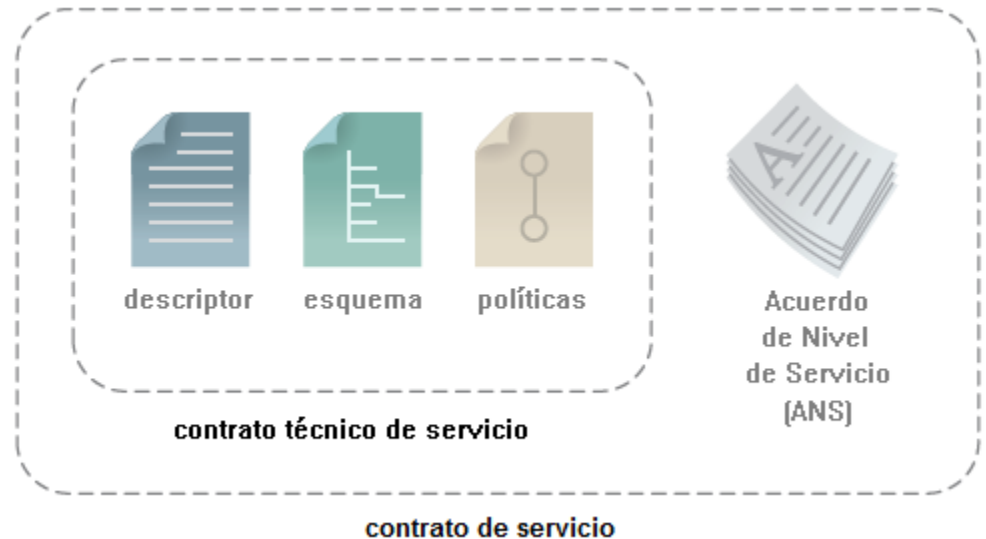 descriptor
esquema
políticas
Acuerdo
de Nivel
de Servicio
(ANS)
contrato técnico de servicio
contrato de servicio